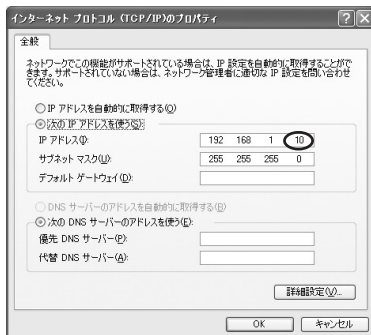 インターネット プロトコル (TCP/IP)のプロパティ
全般
ネットワークでこの機能がサポートされている場合は、IP 設定を自動的に取得することがで
きます。サポートされていない場合は、ネットワーク管理者に適切な IP 設定を問い合わせ
てください。
IP アドレスを自動的に取得する(O)
次の IP アドレスを使う(S):
IP アドレス(I): 192 168 1 10
サブネット マスク(U): 255 255 255 0
デフォルト ゲートウェイ(D):
DNS サーバーのアドレスを自動的に取得する(B)
次の DNS サーバーのアドレスを使う(E):
優先 DNS サーバー(P):
代替 DNS サーバー(A):
詳細設定(V)...
OK キャンセル